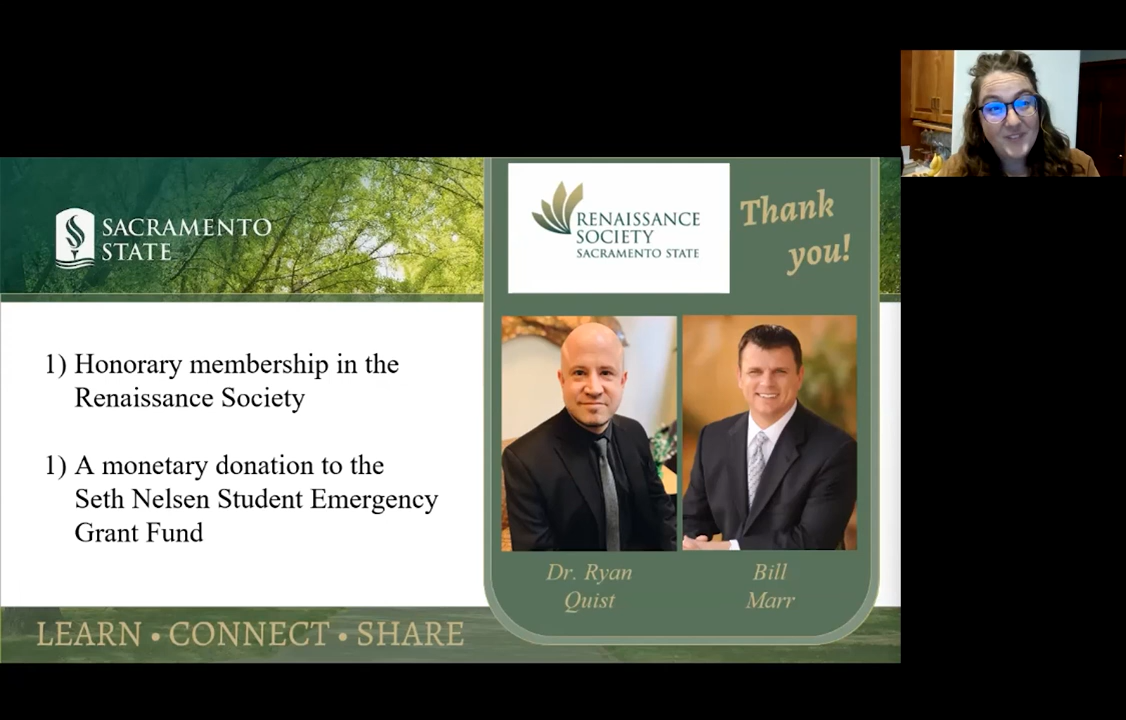 SACRAMENTO
STATE
RENAISSANCE
SOCIETY
SACRAMENTO STATE
Thank
you!
1) Honorary membership in the
Renaissance Society
1) A monetary donation to the
Seth Nelsen Student Emergency
Grant Fund
Dr. Ryan
Quist
Bill
Marr
LEARN • CONNECT • SHARE